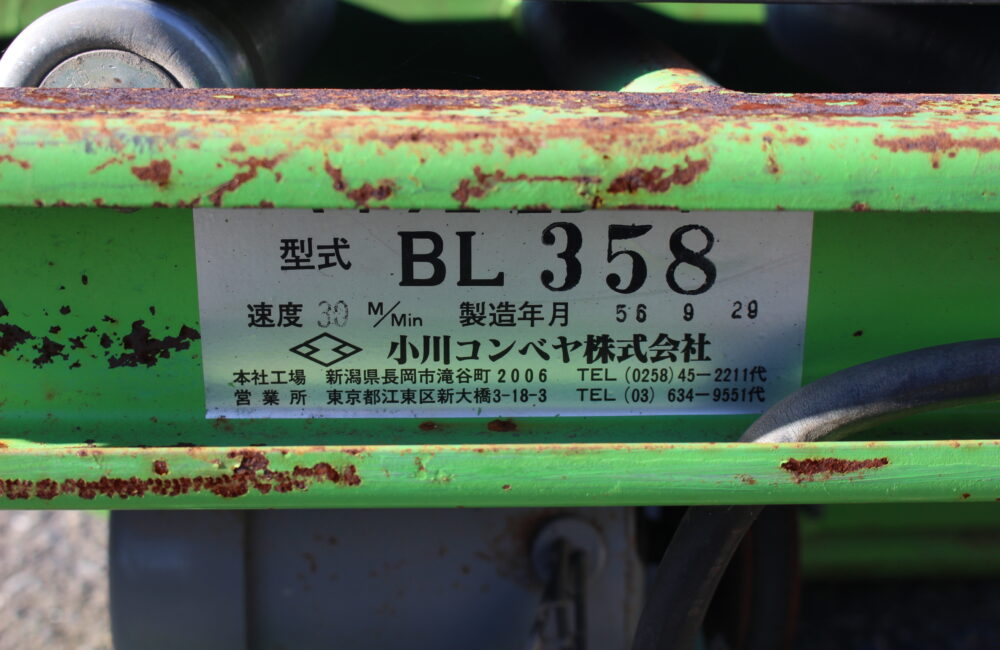 型式 BL 358
速度 30 M/Min 製造年月 56 9 29
小川コンベヤ株式会社
本社工場 新潟県長岡市滝谷町2006 TEL (0258) 45-2211代
営業所 東京都江東区新大橋3-18-3 TEL (03) 634-9551代